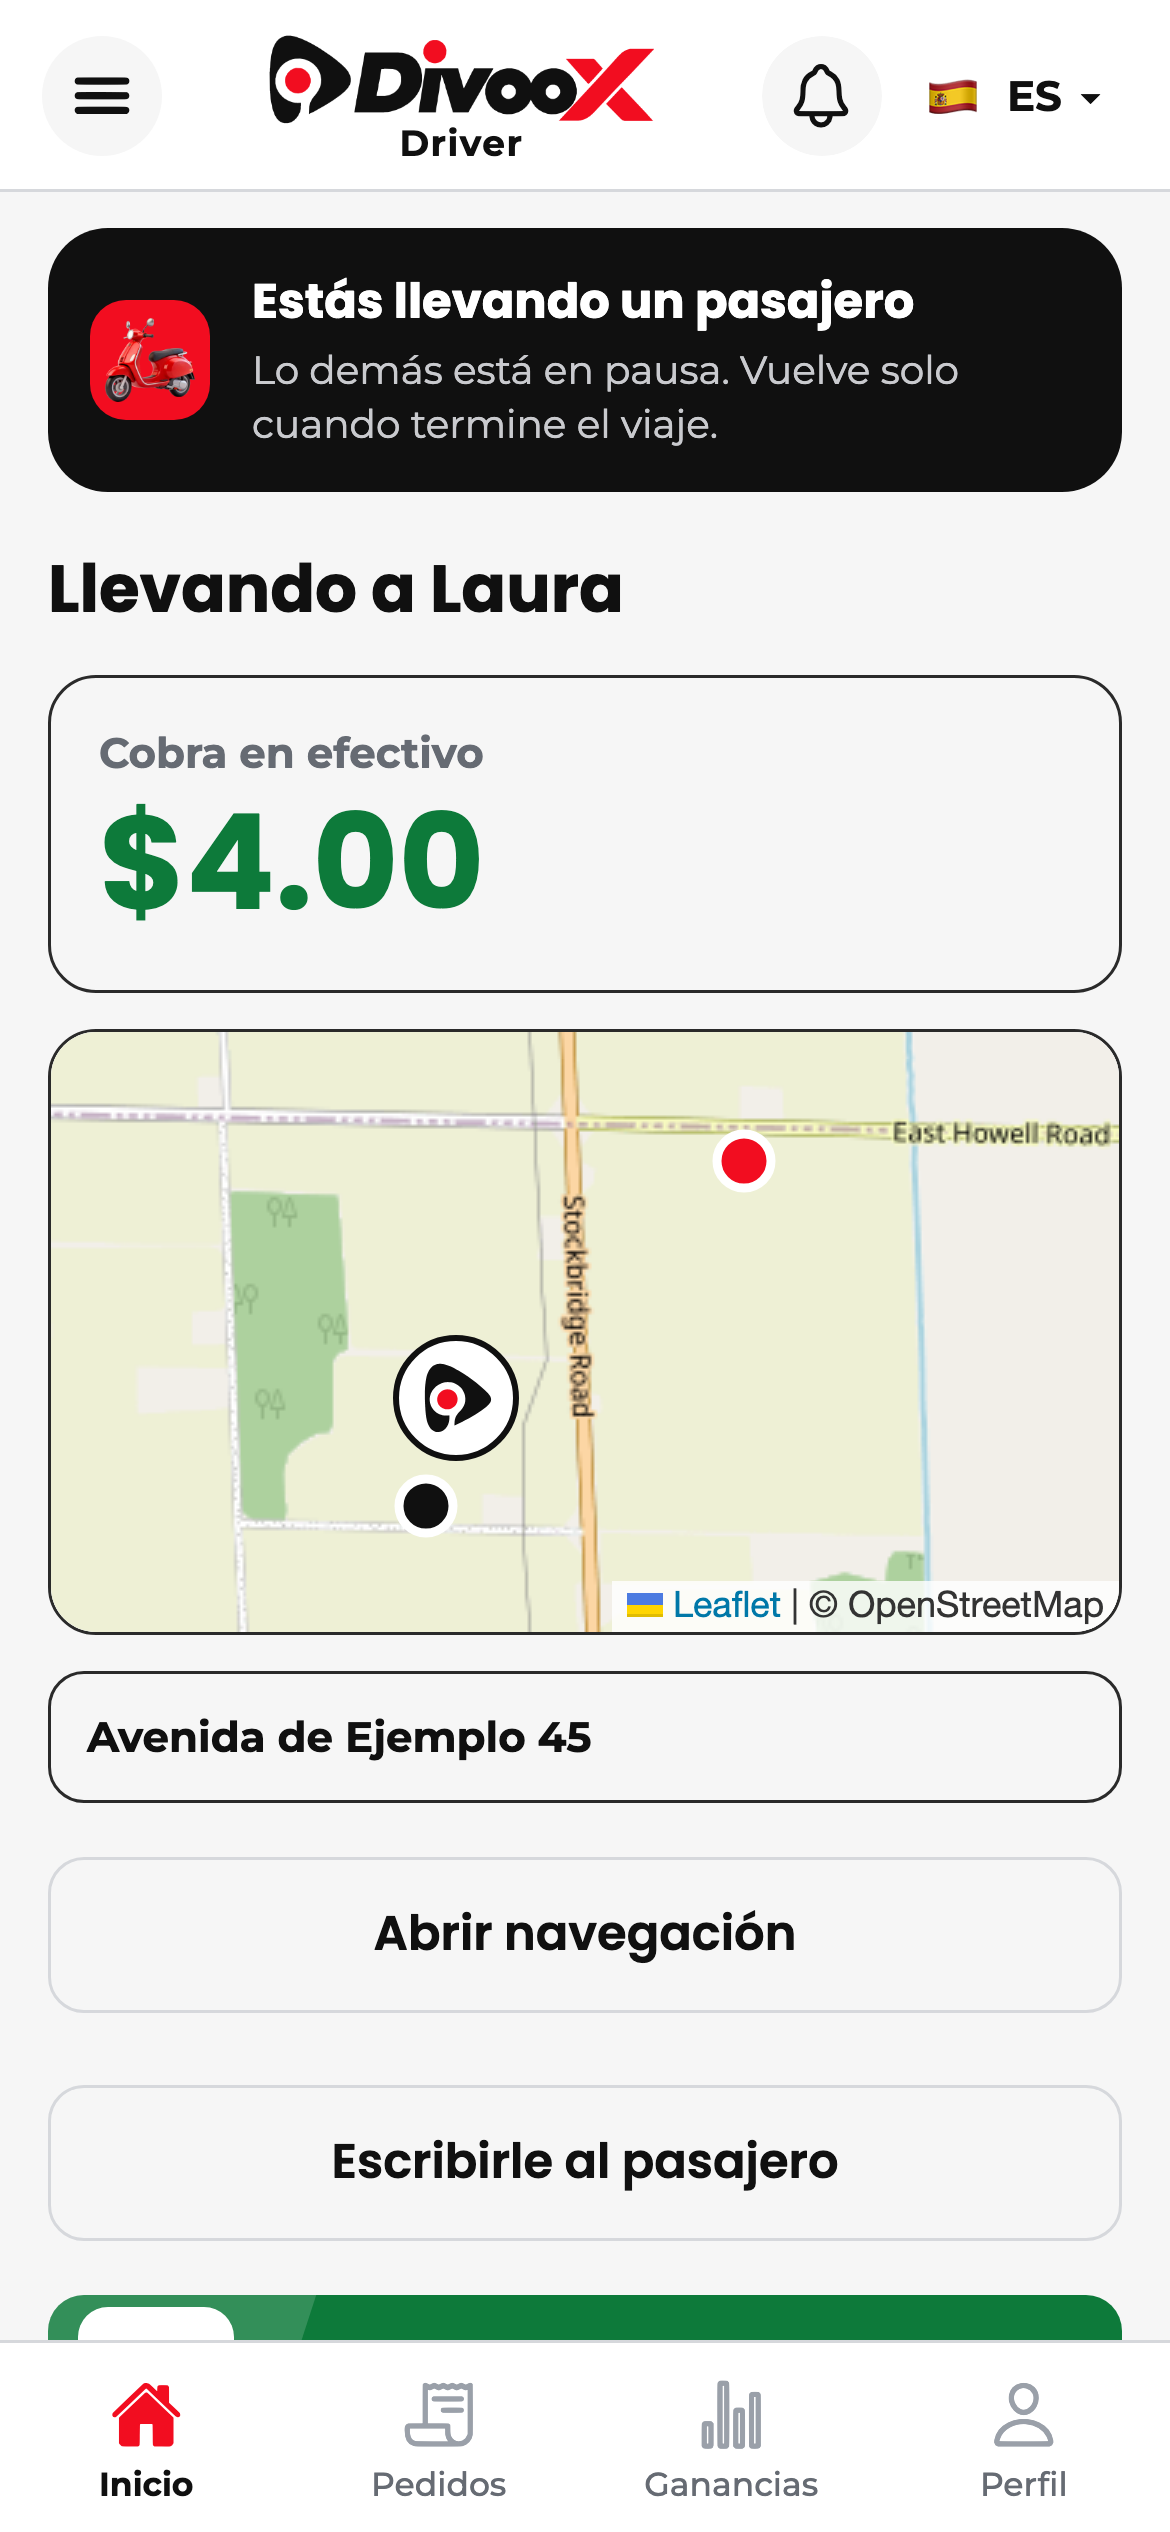 DivooX
Driver
ES
Estás llevando un pasajero
Lo demás está en pausa. Vuelve solo
cuando termine el viaje.
Llevando a Laura
Cobra en efectivo
$4.00
East Howell Road
Stockbridge Road
Leaflet | © OpenStreetMap
Avenida de Ejemplo 45
Abrir navegación
Escribirle al pasajero
Inicio
Pedidos
Ganancias
Perfil